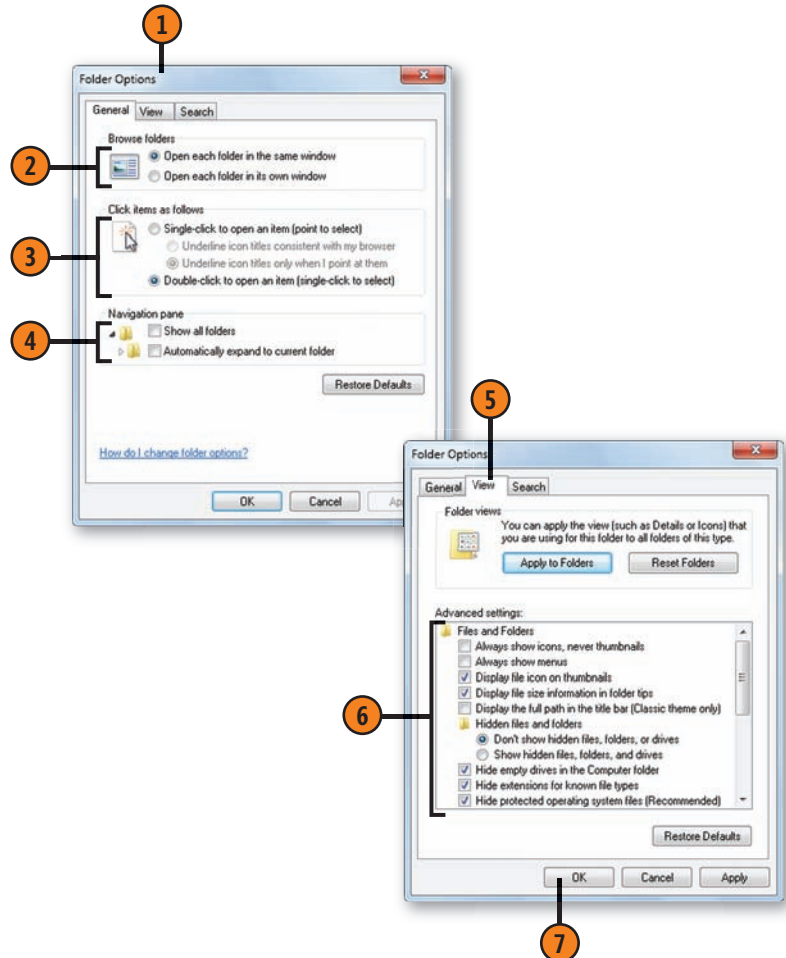 1
Folder Options
General View Search
Browse folders
2
Open each folder in the same window
Open each folder in its own window
Click items as follows
3
Single-click to open an item (point to select)
Underline icon titles consistent with my browser
Underline icon titles only when I point at them
Double-click to open an item (single-click to select)
Navigation pane
4
Show all folders
Automatically expand to current folder
Restore Defaults
How do I change folder options?
OK Cancel Ap
5
Folder Options
General View Search
Folder views
You can apply the view (such as Details or Icons) that
you are using for this folder to all folders of this type.
Apply to Folders Reset Folders
Advanced settings:
6
Files and Folders
Always show icons, never thumbnails
Always show menus
Display file icon on thumbnails
Display file size information in folder tips
Display the full path in the title bar (Classic theme only)
Hidden files and folders
Don't show hidden files, folders, or drives
Show hidden files, folders, and drives
Hide empty drives in the Computer folder
Hide extensions for known file types
Hide protected operating system files (Recommended)
Restore Defaults
OK Cancel Apply
7